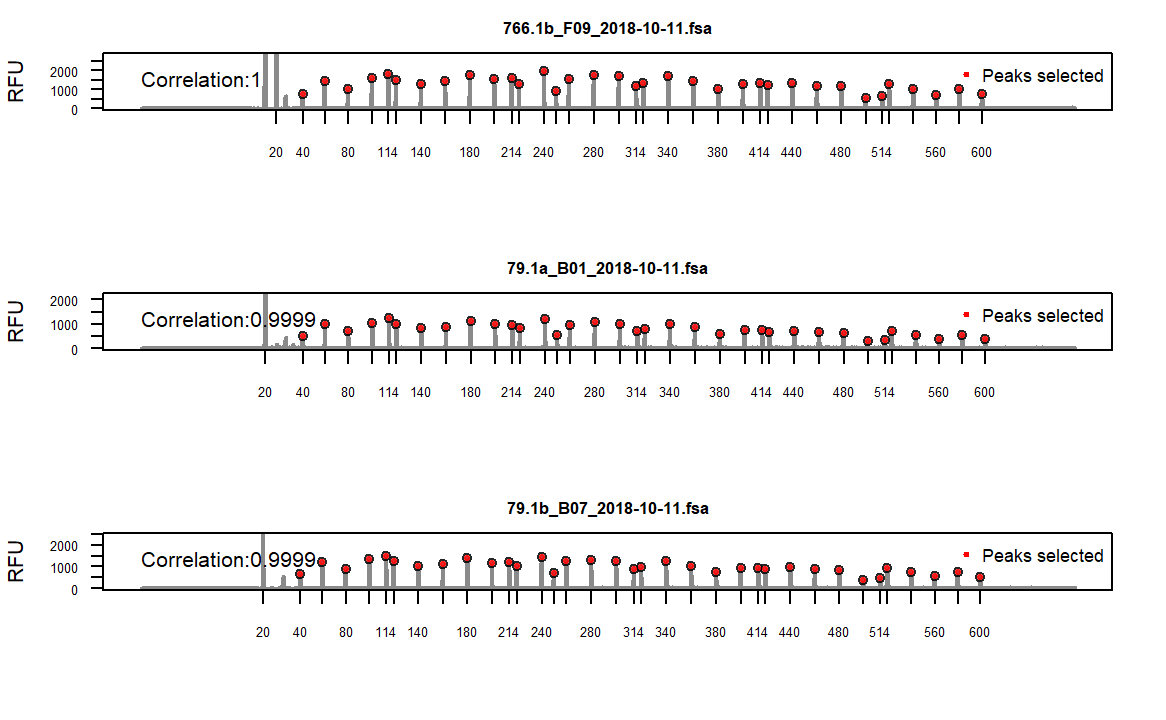 766.1b_F09_2018-10-11.fsa
RFU
2000
1000
0
Correlation:1
Peaks selected
20 40 80 114 140 180 214 240 280 314 340 380 414 440 480 514 560 600
79.1a_B01_2018-10-11.fsa
RFU
2000
1000
0
Correlation:0.9999
Peaks selected
20 40 80 114 140 180 214 240 280 314 340 380 414 440 480 514 560 600
79.1b_B07_2018-10-11.fsa
RFU
2000
1000
0
Correlation:0.9999
Peaks selected
20 40 80 114 140 180 214 240 280 314 340 380 414 440 480 514 560 600